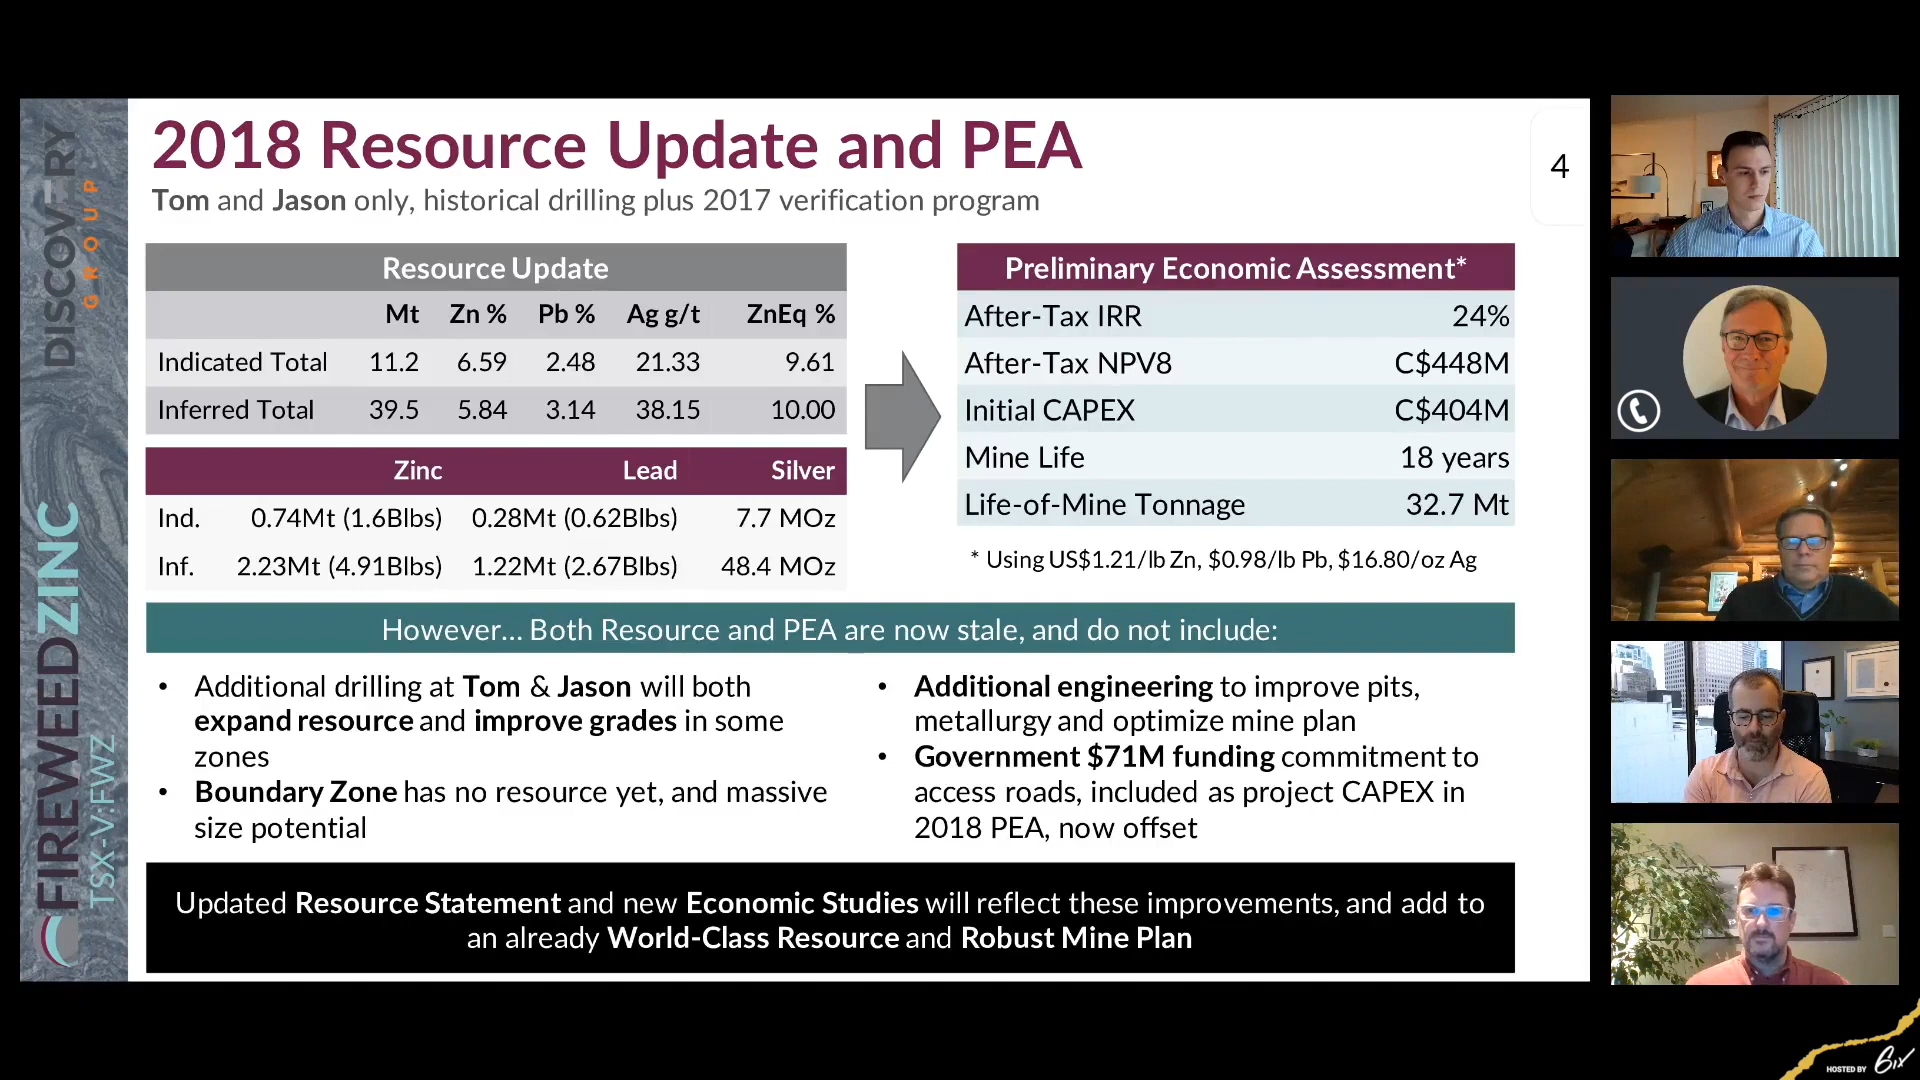 DISCOVERY
GROUP
FIREWEEDZINC
TSX-V:FWZ
2018 Resource Update and PEA
Tom and Jason only, historical drilling plus 2017 verification program
4
Resource Update
Mt Zn % Pb % Ag g/t ZnEq %
Indicated Total 11.2 6.59 2.48 21.33 9.61
Inferred Total 39.5 5.84 3.14 38.15 10.00
Zinc Lead Silver
Ind. 0.74Mt (1.6Blbs) 0.28Mt (0.62Blbs) 7.7 MOz
Inf. 2.23Mt (4.91Blbs) 1.22Mt (2.67Blbs) 48.4 MOz
Preliminary Economic Assessment*
After-Tax IRR 24%
After-Tax NPV8 C$448M
Initial CAPEX C$404M
Mine Life 18 years
Life-of-Mine Tonnage 32.7 Mt
* Using US$1.21/lb Zn, $0.98/lb Pb, $16.80/oz Ag
However... Both Resource and PEA are now stale, and do not include:
• Additional drilling at Tom & Jason will both
expand resource and improve grades in some
zones
• Boundary Zone has no resource yet, and massive
size potential
• Additional engineering to improve pits,
metallurgy and optimize mine plan
• Government $71M funding commitment to
access roads, included as project CAPEX in
2018 PEA, now offset
Updated Resource Statement and new Economic Studies will reflect these improvements, and add to
an already World-Class Resource and Robust Mine Plan
HOSTED BY 6ix